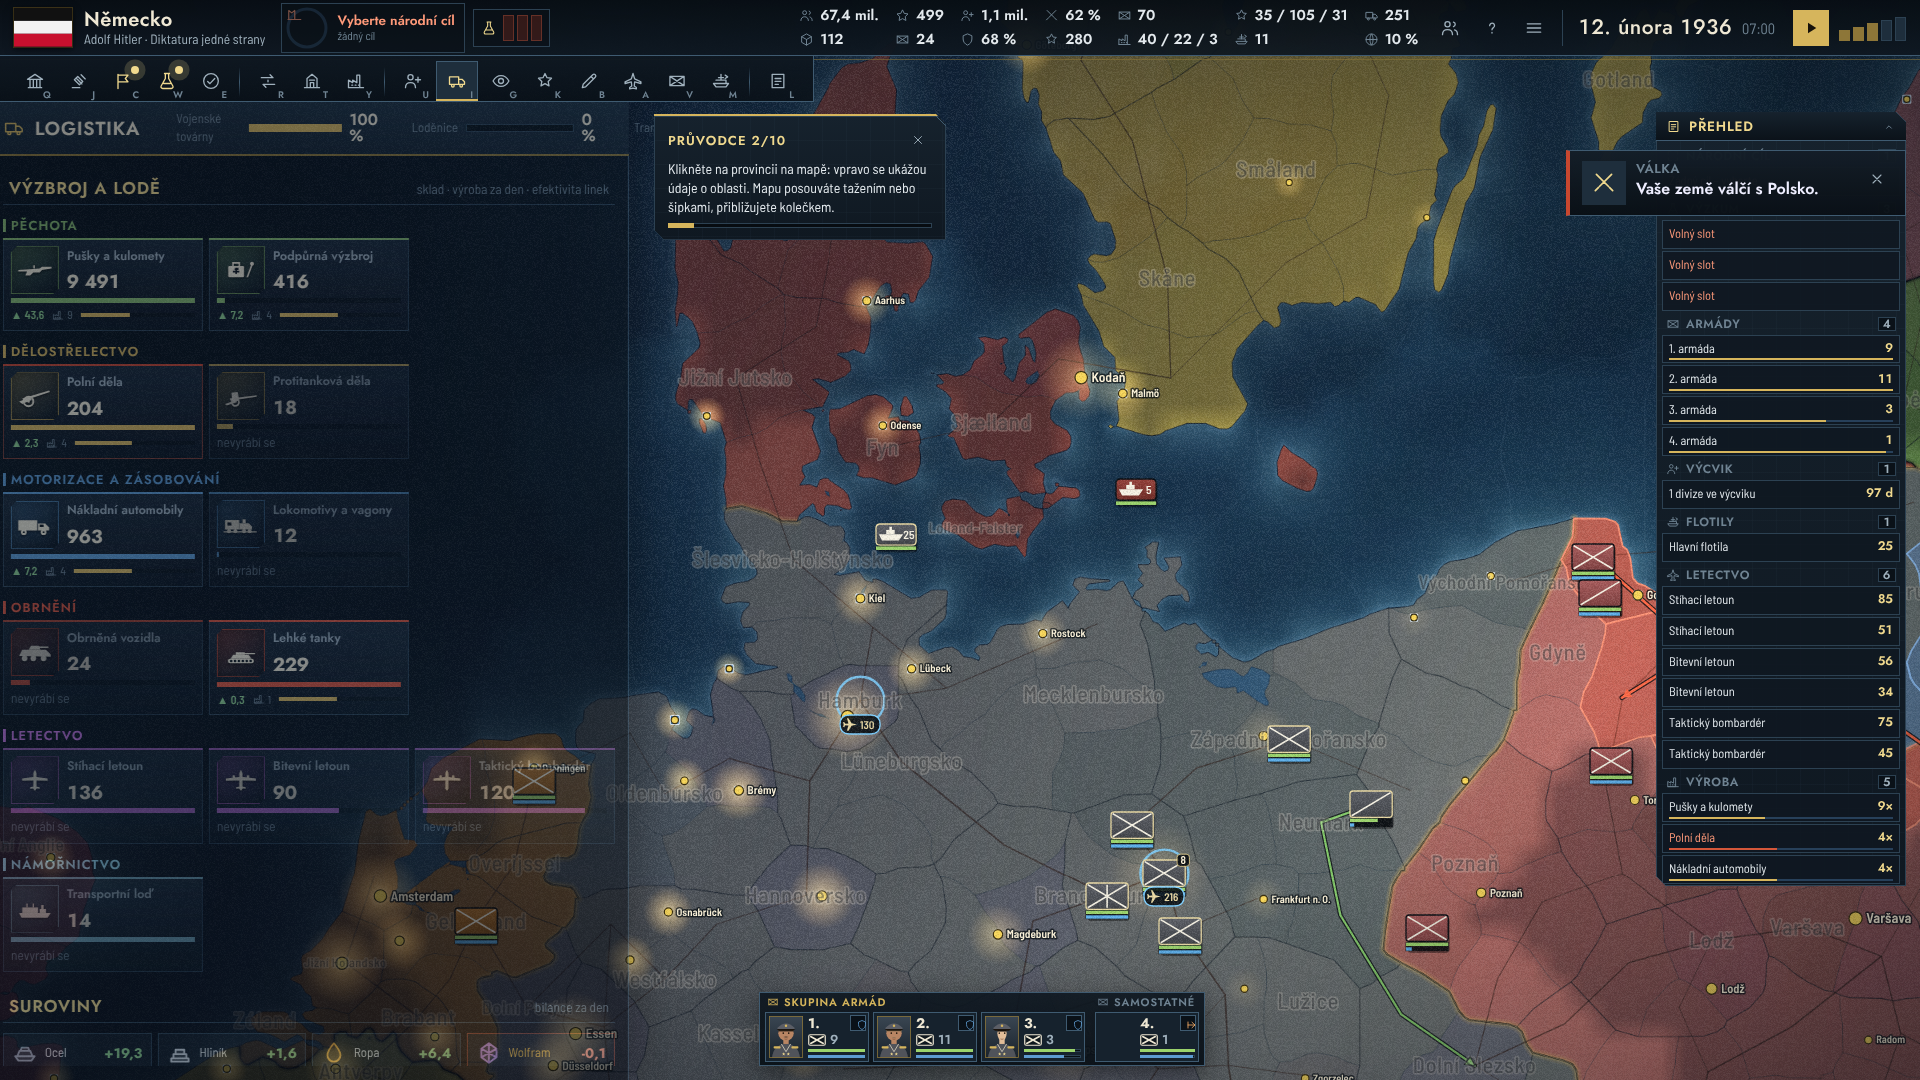 Německo
Adolf Hitler · Diktatura jedné strany
Vyberte národní cíl
žádný cíl
67,4 mil.
499
1,1 mil.
62 %
70
35 / 105 / 31
251
112
24
68 %
280
40 / 22 / 3
11
10 %
?
12. února 1936
07:00
Q
J
C
W
E
R
T
Y
U
I
G
K
B
A
V
M
L
LOGISTIKA
Vojenské továrny
100 %
Loděnice
0 %
VÝZBROJ A LODĚ
sklad · výroba za den · efektivita linek
PĚCHOTA
Pušky a kulomety
9 491
▲ 43,6
9
Podpůrná výzbroj
416
▲ 7,2
4
DĚLOSTŘELECTVO
Polní děla
204
▲ 2,3
4
Protitanková děla
18
nevyrábí se
MOTORIZACE A ZÁSOBOVÁNÍ
Nákladní automobily
963
▲ 7,2
4
Lokomotivy a vagony
12
nevyrábí se
OBRNĚNÍ
Obrněná vozidla
24
nevyrábí se
Lehké tanky
229
▲ 0,3
1
LETECTVO
Stíhací letoun
136
nevyrábí se
Bitevní letoun
90
nevyrábí se
Taktický bombardér
120
nevyrábí se
NÁMOŘNICTVO
Transportní loď
14
nevyrábí se
SUROVINY
bilance za den
Ocel
+19,3
Hliník
+1,6
Ropa
+6,4
Wolfram
-0,1
PRŮVODCE 2/10
Klikněte na provincii na mapě: vpravo se ukážou
údaje o oblasti. Mapu posouváte tažením nebo
šipkami, přibližujete kolečkem.
Gotland
Småland
Skåne
Aarhus
Jižní Jutsko
Kodaň
Malmö
Odense
Fyn
Sjælland
5
25
Lolland-Falster
Šlesvicko-Holštýnsko
Kiel
Rostock
Lübeck
Hamburk
130
Mecklenbursko
Lüneburgsko
Východní Pomořans
Gdyně
Oldenbursko
Brémy
Overijssel
Amsterdam
Osnabrück
Hannoversko
Magdeburk
8
216
Frankfurt n. O.
Poznaň
Poznaň
Westfálsko
Zéland
Brabant
Antverpy
Essen
Düsseldorf
Kassel
Lužice
Zgorzelec
Dolní Slezsko
Lodž
Lodž
Varšava
Varšava
Radom
PŘEHLED
VÁLKA
Vaše země válčí s Polsko.
Volný slot
Volný slot
Volný slot
ARMÁDY
4
1. armáda
9
2. armáda
11
3. armáda
3
4. armáda
1
VÝCVIK
1
1 divize ve výcviku
97 d
FLOTILY
1
Hlavní flotila
25
LETECTVO
6
Stíhací letoun
85
Stíhací letoun
51
Bitevní letoun
56
Bitevní letoun
34
Taktický bombardér
75
Taktický bombardér
45
VÝROBA
5
Pušky a kulomety
9×
Polní děla
4×
Nákladní automobily
4×
SKUPINA ARMÁD
SAMOSTATNÉ
1.
9
2.
11
3.
3
4.
1